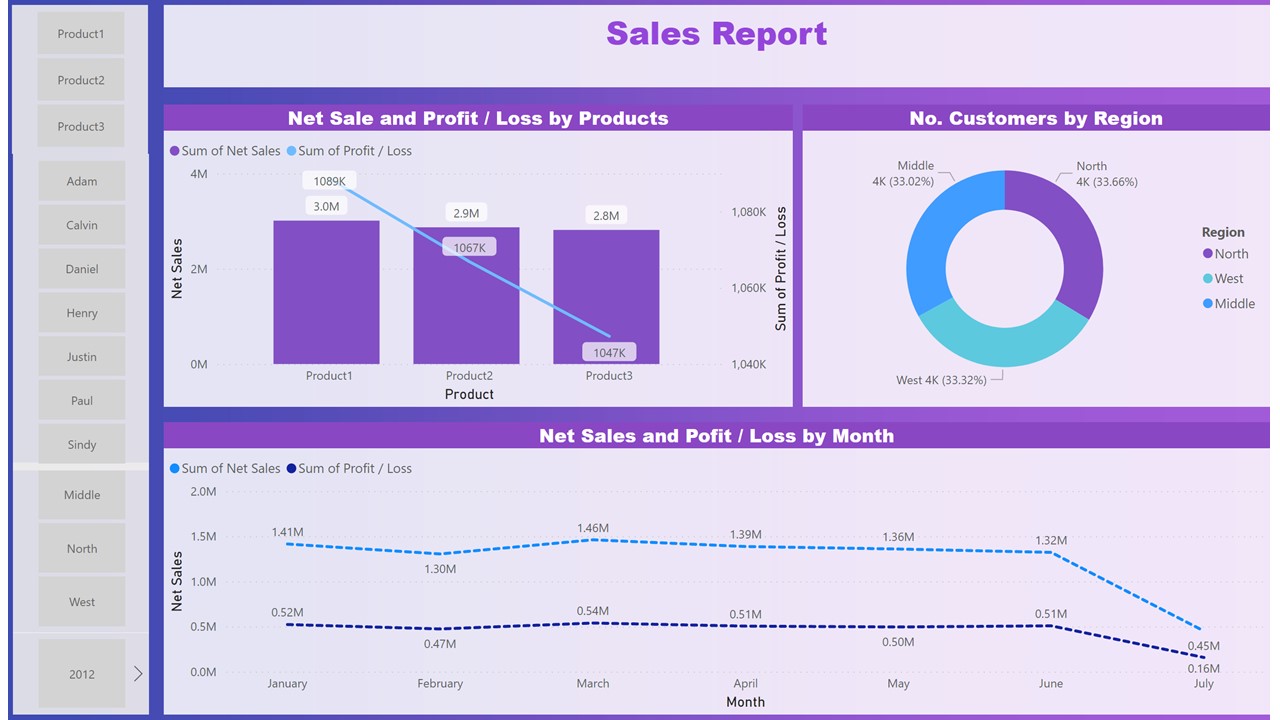 Product1
Product2
Product3
Adam
Calvin
Daniel
Henry
Justin
Paul
Sindy
Middle
North
West
2012
Sales Report
Net Sale and Profit / Loss by Products
Sum of Net Sales Sum of Profit / Loss
Net Sales
4M
2M
0M
1089K
3.0M
2.9M
1067K
2.8M
1047K
1,080K
1,060K
1,040K
Sum of Profit / Loss
Product1 Product2 Product3
Product
No. Customers by Region
Middle
4K (33.02%)
North
4K (33.66%)
West 4K (33.32%)
Region
North
West
Middle
Net Sales and Pofit / Loss by Month
Sum of Net Sales Sum of Profit / Loss
Net Sales
2.0M
1.5M
1.0M
0.5M
0.0M
1.41M 1.30M 1.46M 1.39M 1.36M 1.32M 0.45M
0.52M 0.47M 0.54M 0.51M 0.50M 0.51M 0.16M
January February March April May June July
Month